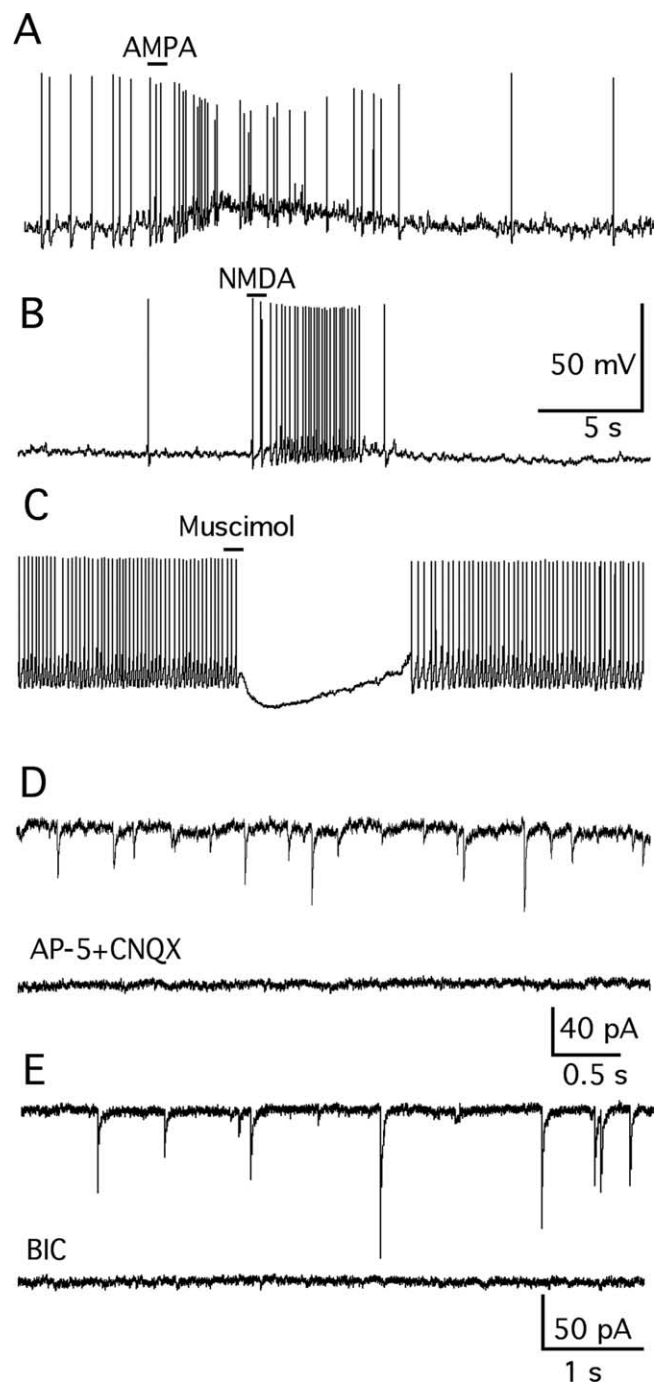 A
AMPA
NMDA
B
50 mV
5 s
C
Muscimol
D
AP-5+CNQX
40 pA
0.5 s
E
BIC
50 pA
1 s